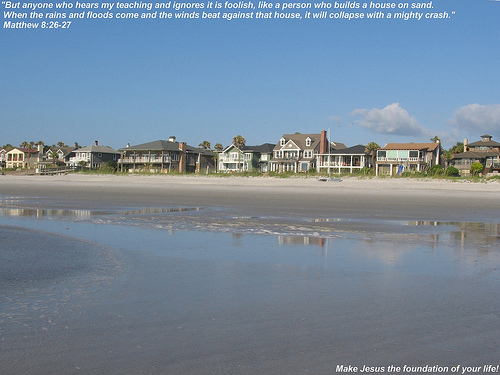 "But anyone who hears my teaching and ignores it is foolish, like a person who builds a house on sand.
When the rains and floods come and the winds beat against that house, it will collapse with a mighty crash."
Matthew 8:26-27
Make Jesus the foundation of your life!